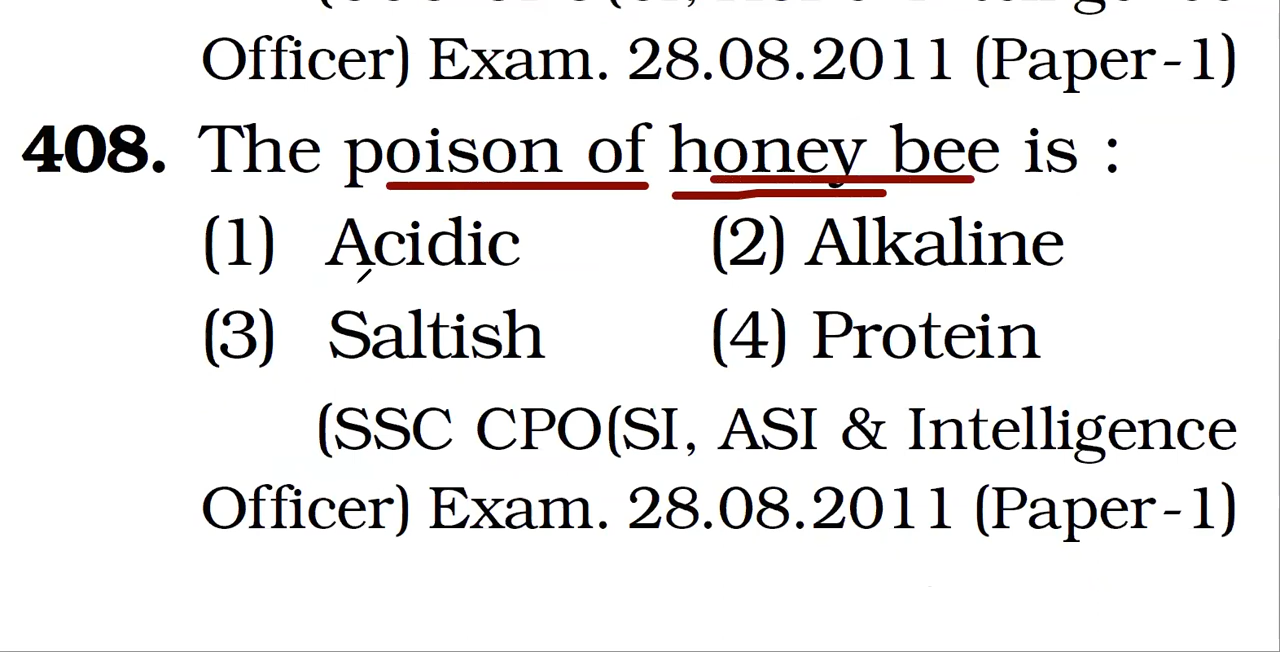 Officer) Exam. 28.08.2011 (Paper-1)
408. The poison of honey bee is :
(1) Acidic (2) Alkaline
(3) Saltish (4) Protein
(SSC CPO(SI, ASI & Intelligence
Officer) Exam. 28.08.2011 (Paper-1)